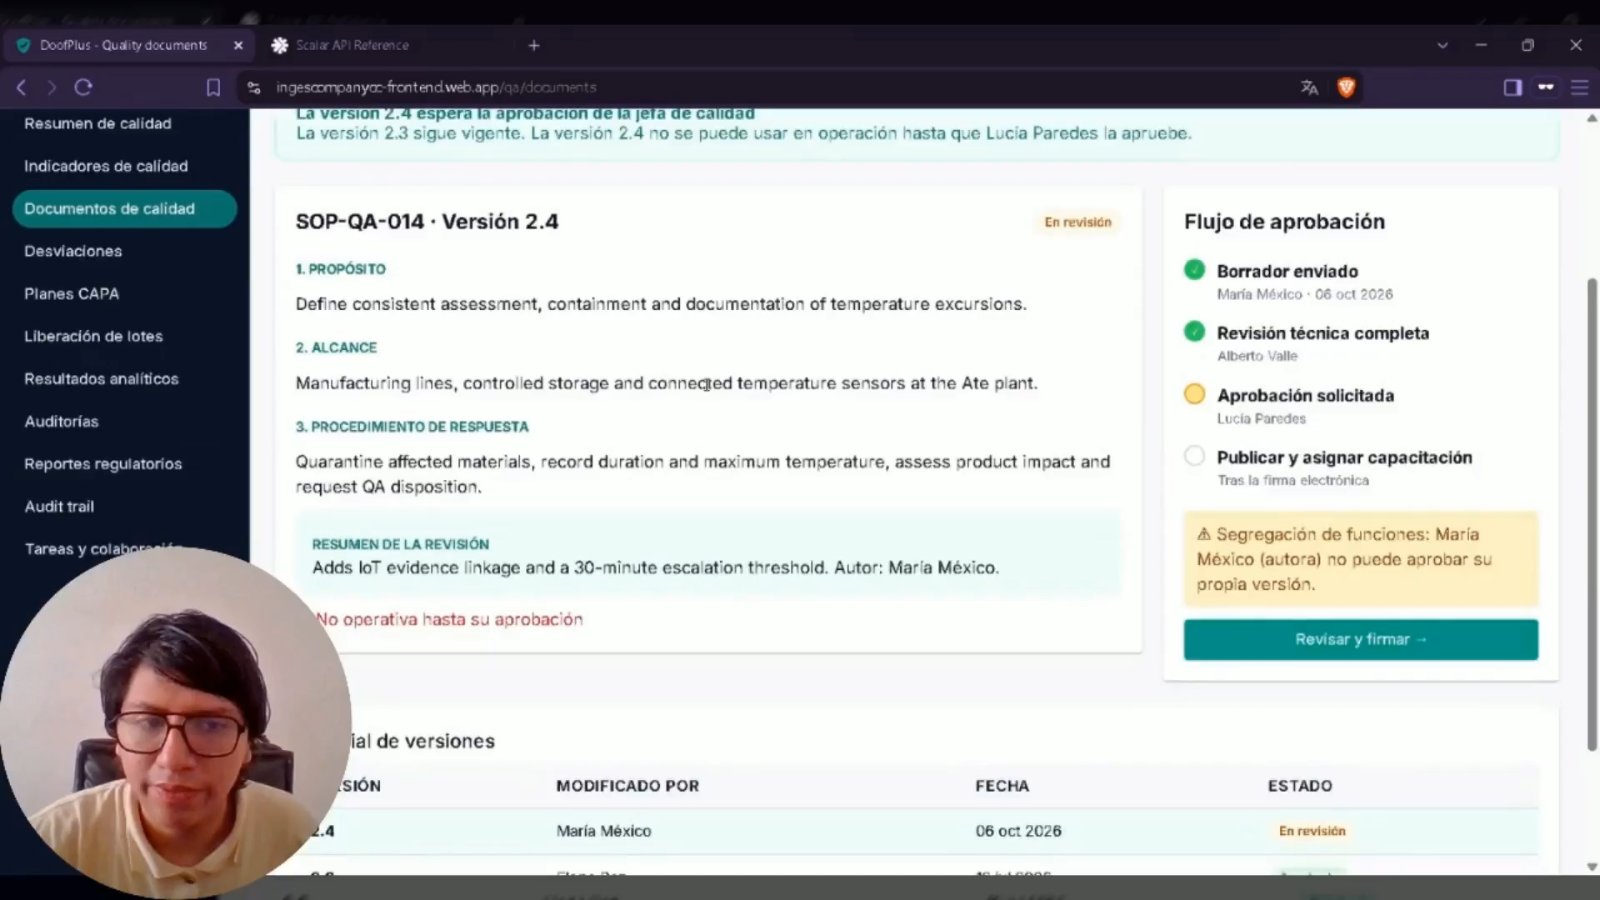 DoofPlus - Quality documents
Scalar API Reference
ingescompanycc-frontend.web.app/qa/documents
Resumen de calidad
Indicadores de calidad
Documentos de calidad
Desviaciones
Planes CAPA
Liberación de lotes
Resultados analíticos
Auditorías
Reportes regulatorios
Audit trail
Tareas y colaboración
La versión 2.4 espera la aprobación de la jefa de calidad
La versión 2.3 sigue vigente. La versión 2.4 no se puede usar en operación hasta que Lucía Paredes la apruebe.
SOP-QA-014 · Versión 2.4
En revisión
1. PROPÓSITO
Define consistent assessment, containment and documentation of temperature excursions.
2. ALCANCE
Manufacturing lines, controlled storage and connected temperature sensors at the Ate plant.
3. PROCEDIMIENTO DE RESPUESTA
Quarantine affected materials, record duration and maximum temperature, assess product impact and
request QA disposition.
RESUMEN DE LA REVISIÓN
Adds IoT evidence linkage and a 30-minute escalation threshold. Autor: María México.
No operativa hasta su aprobación
Flujo de aprobación
Borrador enviado
María México · 06 oct 2026
Revisión técnica completa
Alberto Valle
Aprobación solicitada
Lucía Paredes
Publicar y asignar capacitación
Tras la firma electrónica
⚠ Segregación de funciones: María
México (autora) no puede aprobar su
propia versión.
Revisar y firmar →
ial de versiones
SIÓN MODIFICADO POR FECHA ESTADO
2.4 María México 06 oct 2026 En revisión